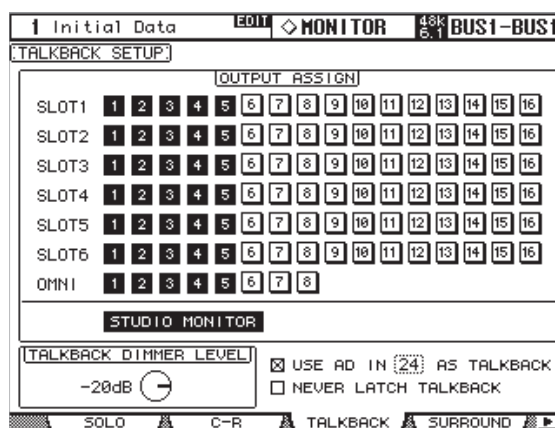 1 Initial Data EDIT ◇MONITOR 48k 6.1 BUS1-BUS1
TALKBACK SETUP
OUTPUT ASSIGN
SLOT1 1 2 3 4 5 6 7 8 9 10 11 12 13 14 15 16
SLOT2 1 2 3 4 5 6 7 8 9 10 11 12 13 14 15 16
SLOT3 1 2 3 4 5 6 7 8 9 10 11 12 13 14 15 16
SLOT4 1 2 3 4 5 6 7 8 9 10 11 12 13 14 15 16
SLOT5 1 2 3 4 5 6 7 8 9 10 11 12 13 14 15 16
SLOT6 1 2 3 4 5 6 7 8 9 10 11 12 13 14 15 16
OMNI 1 2 3 4 5 6 7 8
STUDIO MONITOR
TALKBACK DIMMER LEVEL
-20dB
USE AD IN 24 AS TALKBACK
NEVER LATCH TALKBACK
SOLO C-R TALKBACK SURROUND